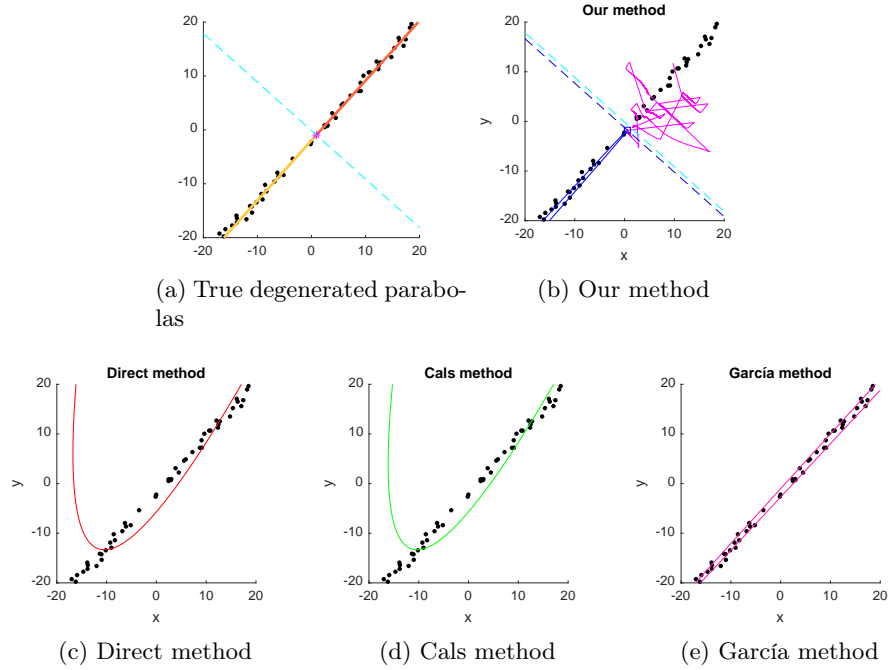 Our method
20
10
0
-10
-20
-20 -10 0 10 20
20
10
0
-10
-20
y
-20 -10 0 10 20
x
(a) True degenerated parabo-
las
(b) Our method
Direct method
20
10
0
-10
-20
y
-20 -10 0 10 20
x
(c) Direct method
Cals method
20
10
0
-10
-20
y
-20 -10 0 10 20
x
(d) Cals method
García method
20
10
0
-10
-20
y
-20 -10 0 10 20
x
(e) García method